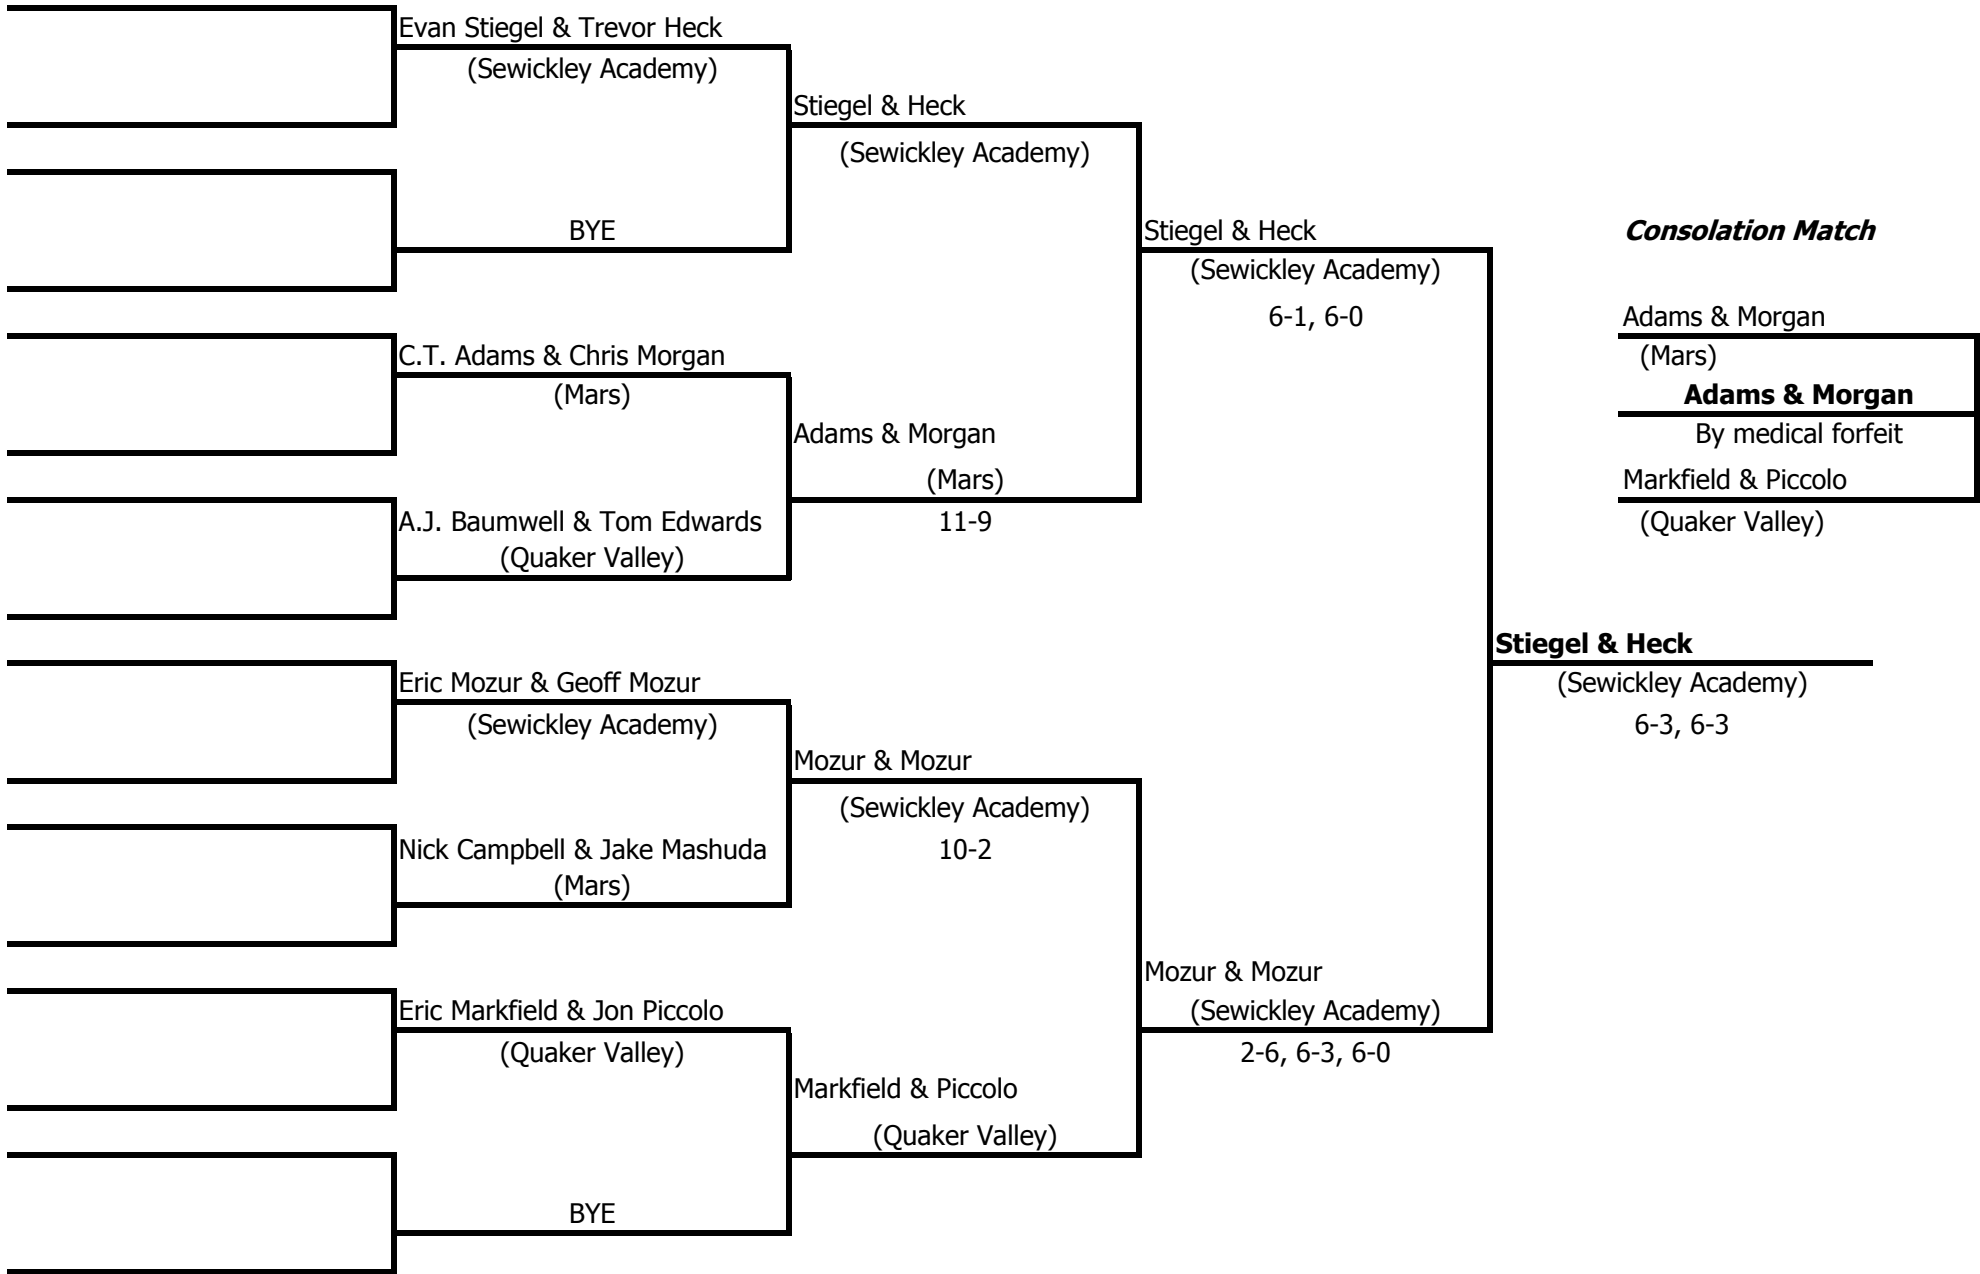 Evan Stiegel & Trevor Heck
(Sewickley Academy)
BYE
C.T. Adams & Chris Morgan
(Mars)
A.J. Baumwell & Tom Edwards
(Quaker Valley)
Eric Mozur & Geoff Mozur
(Sewickley Academy)
Nick Campbell & Jake Mashuda
(Mars)
Eric Markfield & Jon Piccolo
(Quaker Valley)
BYE
Stiegel & Heck
(Sewickley Academy)
Adams & Morgan
(Mars)
11-9
Mozur & Mozur
(Sewickley Academy)
10-2
Markfield & Piccolo
(Quaker Valley)
Stiegel & Heck
(Sewickley Academy)
6-1, 6-0
Mozur & Mozur
(Sewickley Academy)
2-6, 6-3, 6-0
Stiegel & Heck
(Sewickley Academy)
6-3, 6-3
Consolation Match
Adams & Morgan
(Mars)
Adams & Morgan
By medical forfeit
Markfield & Piccolo
(Quaker Valley)